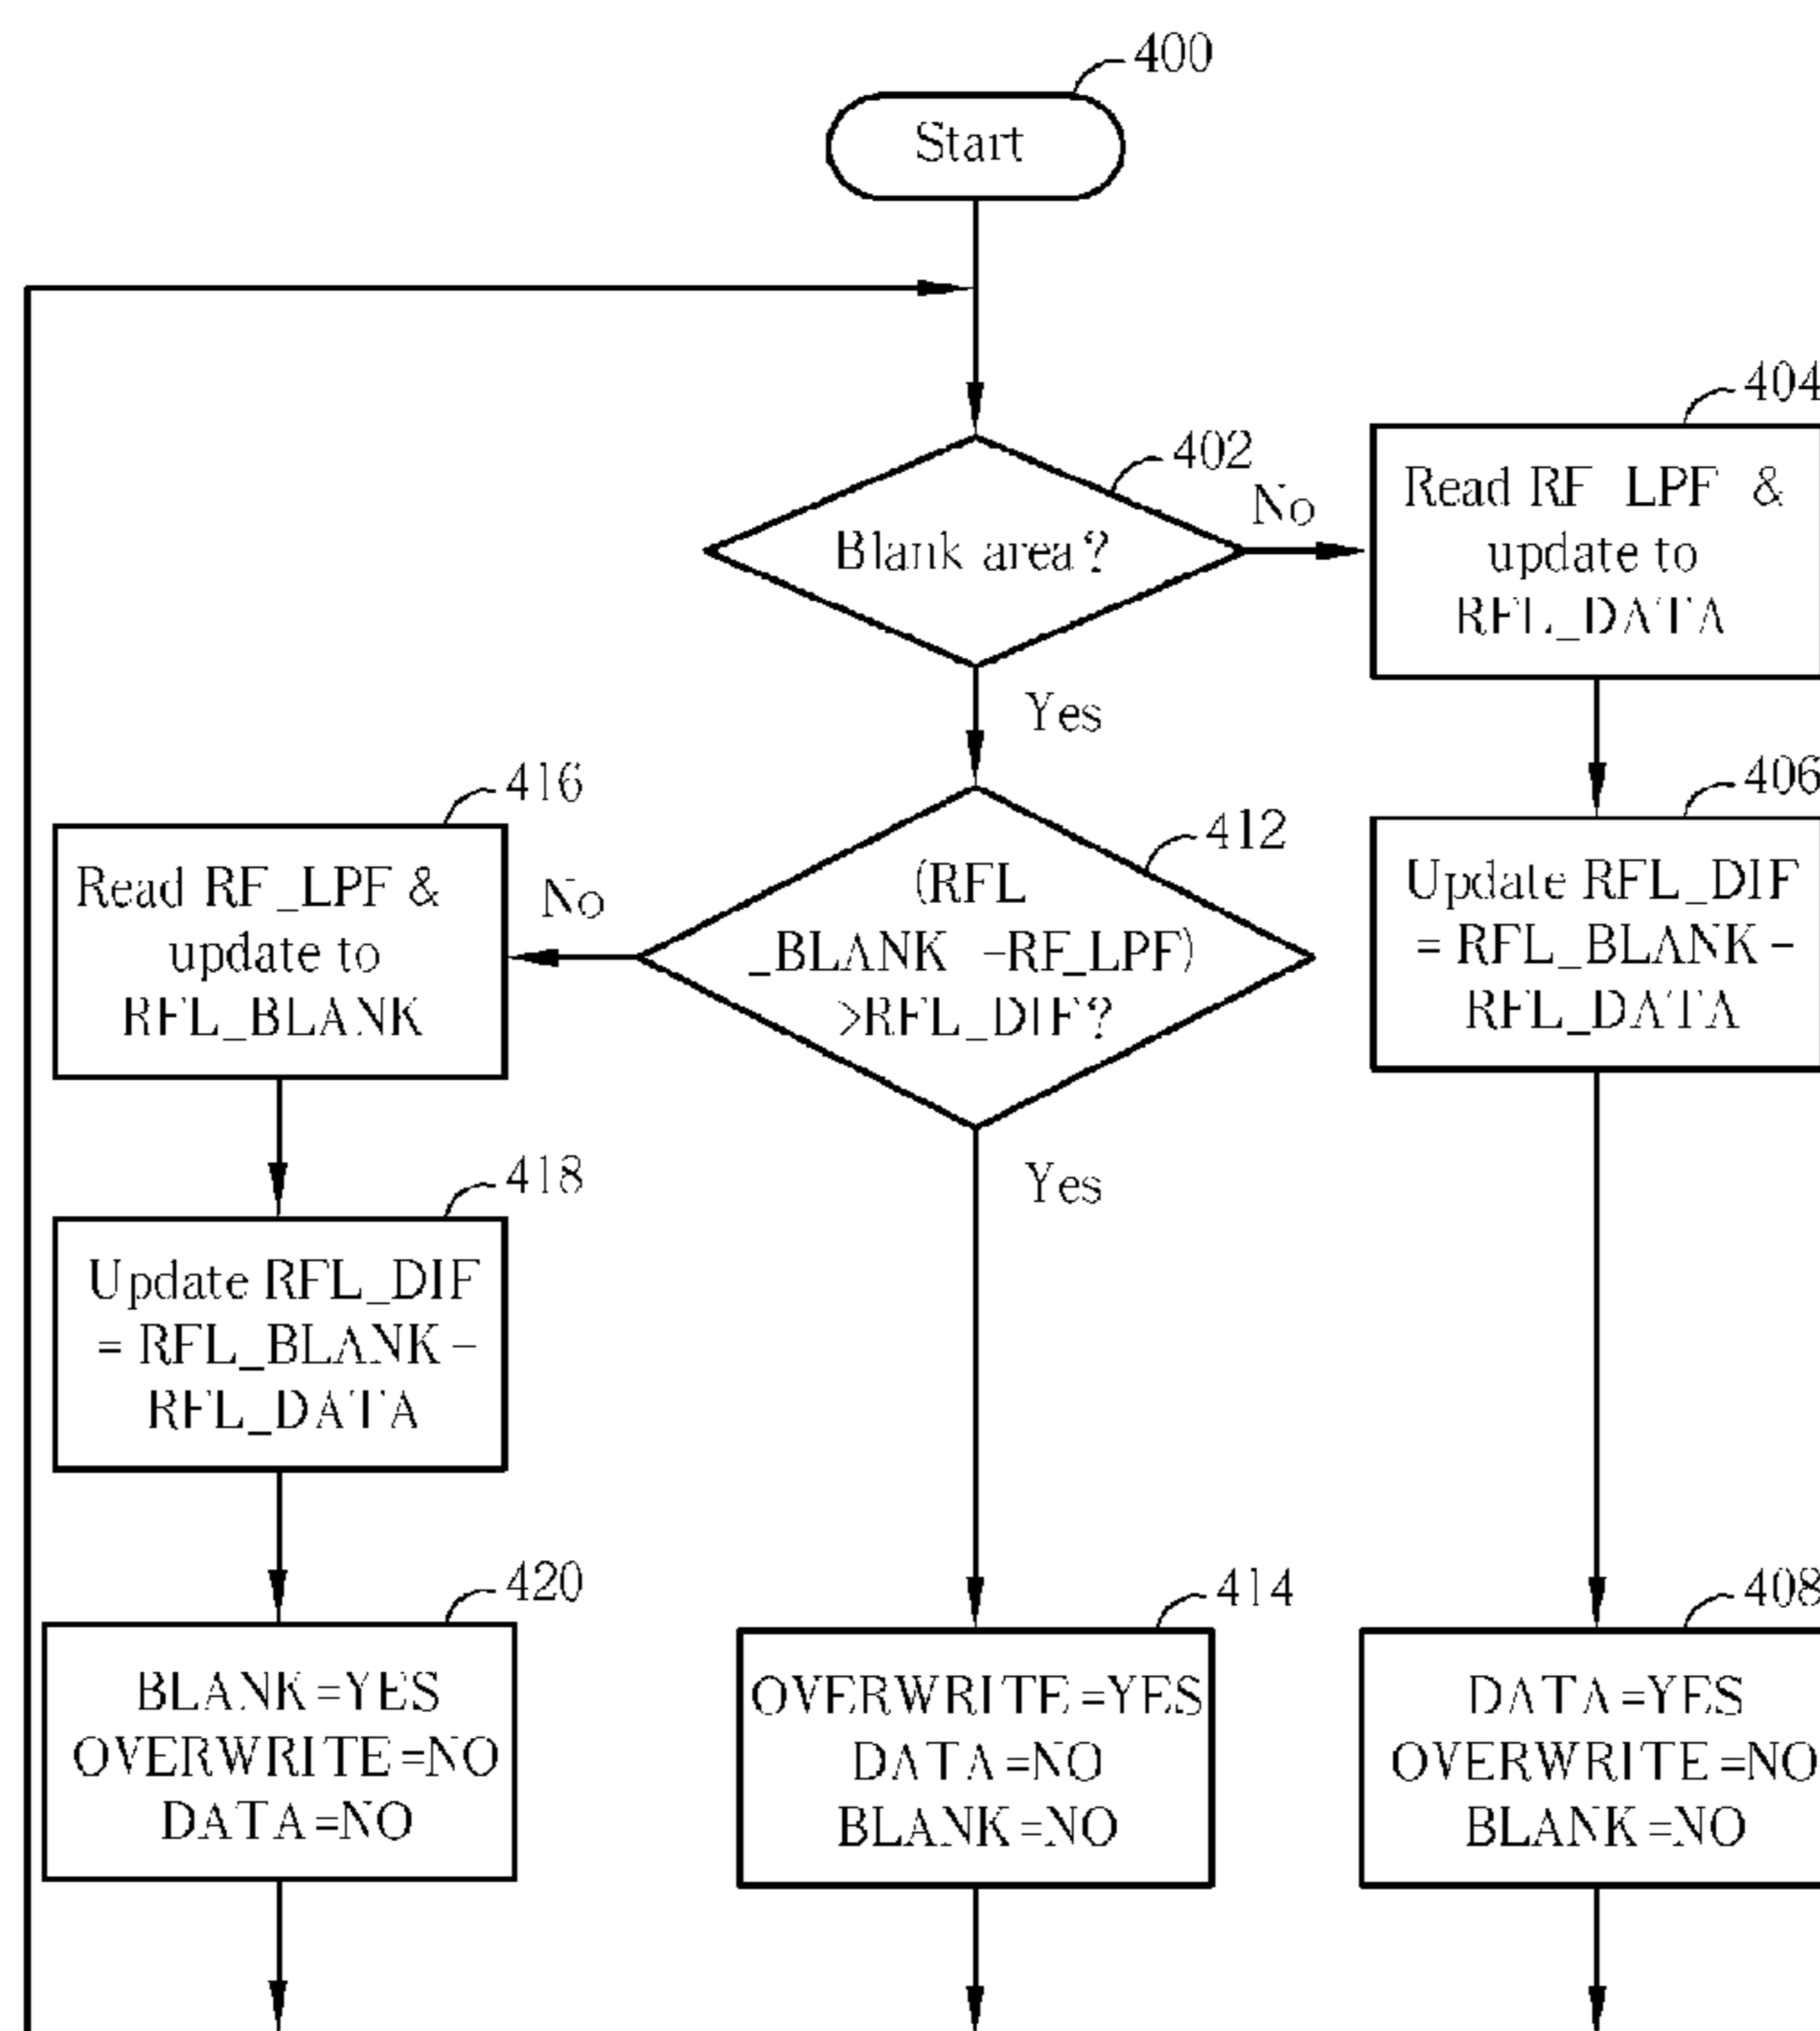 400
Start
402
Blank area?
No
Yes
404
Read RF LPF &
update to
RFL_DATA
406
Update RFL_DIF
= RFL_BLANK –
RFL_DATA
412
(RFL
_BLANK –RF_LPF)
>RFL_DIF?
No
Yes
416
Read RF_LPF &
update to
RFL_BLANK
418
Update RFL_DIF
= RFL_BLANK –
RFL_DATA
420
BLANK=YES
OVERWRITE=NO
DATA=NO
414
OVERWRITE=YES
DATA=NO
BLANK=NO
408
DATA=YES
OVERWRITE=NO
BLANK=NO